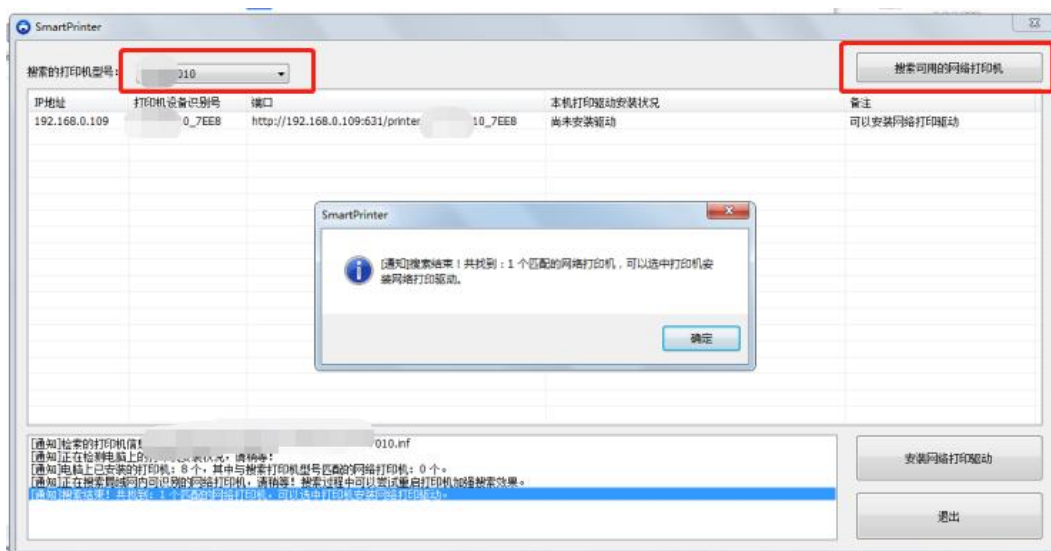 SmartPrinter
搜索的打印机型号: 010
搜索可用的网络打印机
IP地址 打印机设备识别号 端口 本机打印驱动安装状况 备注
192.168.0.109 0_7EE8 http://192.168.0.109:631/printer 10_7EE8 尚未安装驱动 可以安装网络打印驱动
SmartPrinter
[通知]搜索结束！共找到：1 个匹配的网络打印机，可以选中打印机安
装网络打印驱动。
确定
[通知]检索的打印机信息 010.inf
[通知]正在检测电脑上的 安装状况，请稍等!
[通知]电脑上已安装的打印机: 8 个，其中与搜索打印机型号匹配的网络打印机: 0 个。
[通知]正在搜索局域网内可识别的网络打印机，请稍等! 搜索过程中可以尝试重启打印机加强搜索效果。
[通知]搜索结束! 共找到: 1 个匹配的网络打印机，可以选中打印机安装网络打印驱动。
安装网络打印驱动
退出